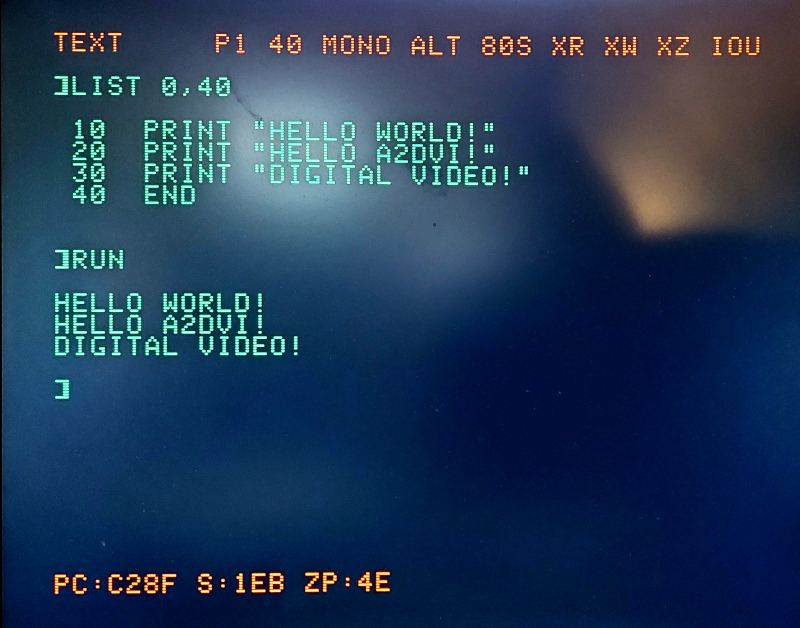 TEXT P1 40 MONO ALT 80S XR XW XZ IOU
]LIST 0,40
10 PRINT "HELLO WORLD!"
20 PRINT "HELLO A2DVI!"
30 PRINT "DIGITAL VIDEO!"
40 END
]RUN
HELLO WORLD!
HELLO A2DVI!
DIGITAL VIDEO!
]
PC:C28F S:1EB ZP:4E